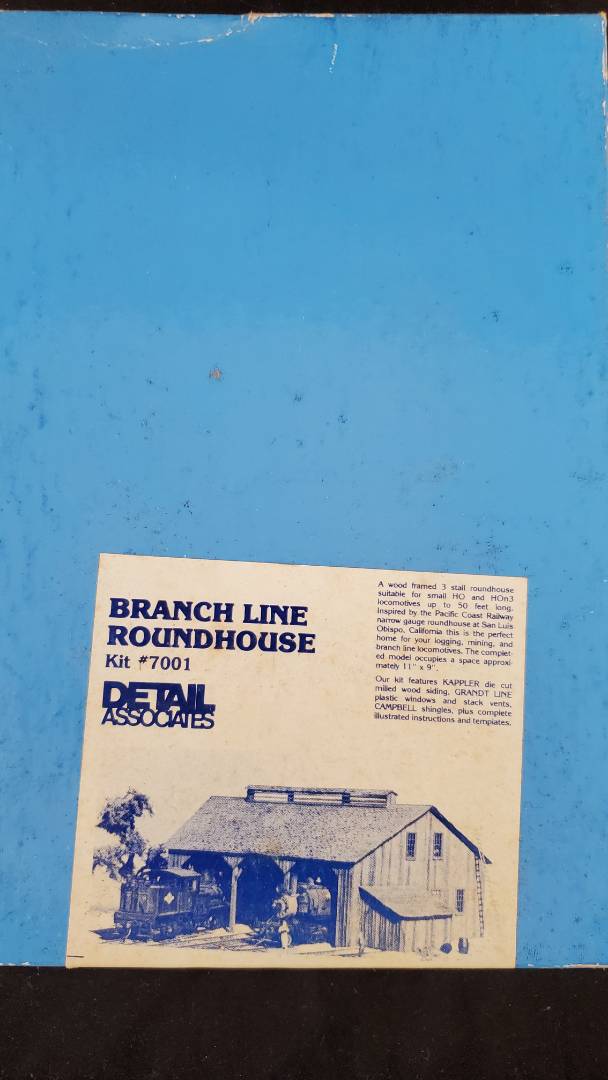 BRANCH LINE
ROUNDHOUSE
Kit #7001
DETAIL
ASSOCIATES
A wood framed 3 stall roundhouse
suitable for small HO and HOn3
locomotives up to 50 feet long.
Inspired by the Pacific Coast Railway
narrow gauge roundhouse at San Luis
Obispo, California this is the perfect
home for your logging, mining, and
branch line locomotives. The complet-
ed model occupies a space approxi-
mately 11" x 9".
Our kit features KAPPLER die cut
milled wood siding, GRANDT LINE
plastic windows and stack vents,
CAMPBELL shingles, plus complete
illustrated instructions and templates.